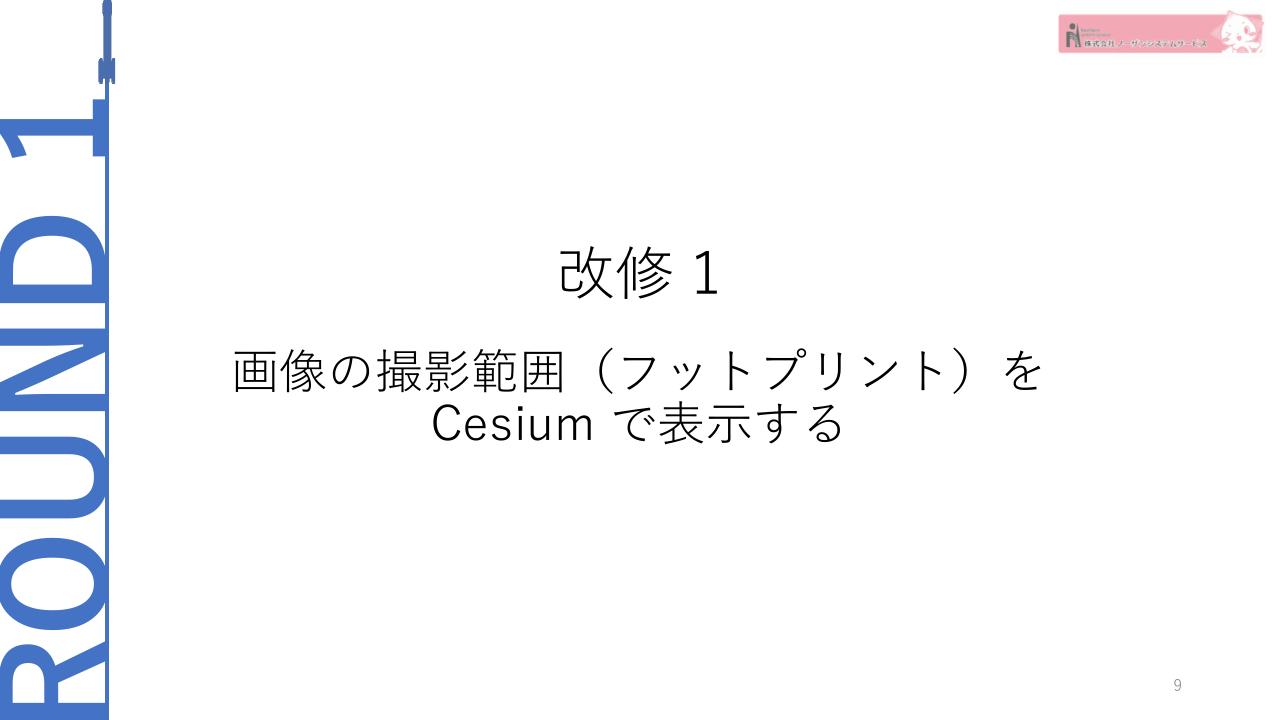 ROUND 1
株式会社 ノーザンシステムサービス
改修 1
画像の撮影範囲（フットプリント）を
Cesium で表示する
9